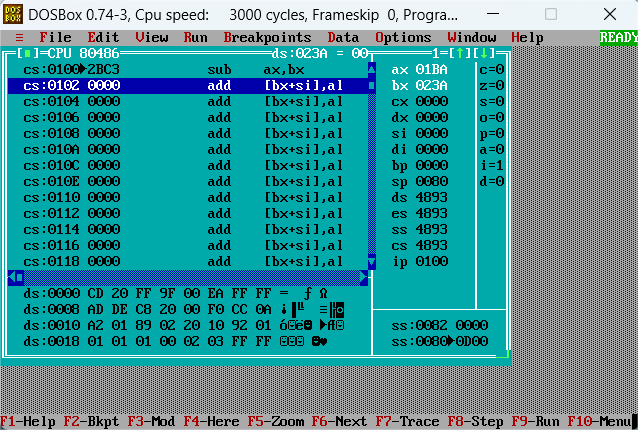 DOSBox 0.74-3, Cpu speed: 3000 cycles, Frameskip 0, Progra...
≡ File Edit View Run Breakpoints Data Options Window Help READY
[■]=CPU 80486 ds:023A = 00 1=[↑][↓]
cs:0100►2BC3 sub ax,bx ax 01BA c=0
cs:0102 0000 add [bx+si],al bx 023A z=0
cs:0104 0000 add [bx+si],al cx 0000 s=0
cs:0106 0000 add [bx+si],al dx 0000 o=0
cs:0108 0000 add [bx+si],al si 0000 p=0
cs:010A 0000 add [bx+si],al di 0000 a=0
cs:010C 0000 add [bx+si],al bp 0000 i=1
cs:010E 0000 add [bx+si],al sp 0080 d=0
cs:0110 0000 add [bx+si],al ds 4893
cs:0112 0000 add [bx+si],al es 4893
cs:0114 0000 add [bx+si],al ss 4893
cs:0116 0000 add [bx+si],al cs 4893
cs:0118 0000 add [bx+si],al ip 0100
ds:0000 CD 20 FF 9F 00 EA FF FF = ƒ Ω
ds:0008 AD DE C8 20 00 F0 CC 0A ¡▐╚ ≡╠◙
ds:0010 A2 01 89 02 20 10 92 01 ó☺ë☻ ►Æ☺ ss:0082 0000
ds:0018 01 01 01 00 02 03 FF FF ☺☺☺ ☻♥ ss:0080►0D00
F1-Help F2-Bkpt F3-Mod F4-Here F5-Zoom F6-Next F7-Trace F8-Step F9-Run F10-Menu